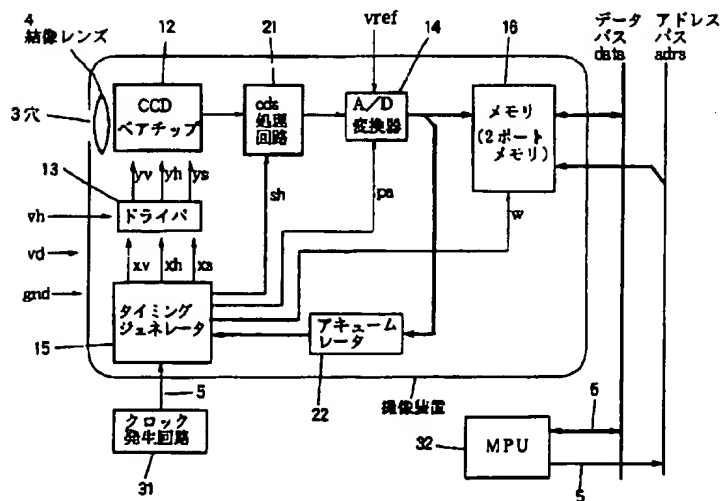 4
結像レンズ
12
21
vref
14
16
データ
バス
data
アドレス
バス
adrs
3穴
CCD
ベアチップ
cds
処理
回路
A/D
変換器
メモリ
(2ポート
メモリ)
13
yv
yh
ys
sh
pa
w
vh
ドライバ
vd
xv
xh
xs
gnd
タイミング
ジェネレータ
アキューム
レータ
15
22
5
撮像装置
6
クロック
発生回路
31
32
MPU
5